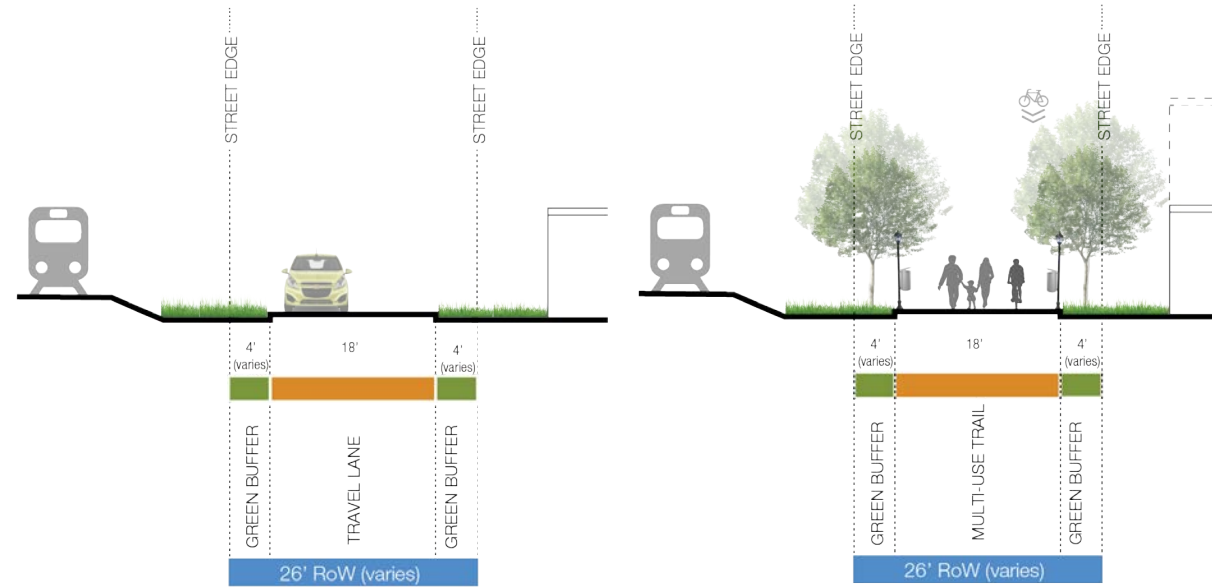 STREET EDGE
STREET EDGE
4'
(varies)
18'
4'
(varies)
GREEN BUFFER
TRAVEL LANE
GREEN BUFFER
26' RoW (varies)
STREET EDGE
STREET EDGE
4'
(varies)
18'
4'
(varies)
GREEN BUFFER
MULTI-USE TRAIL
GREEN BUFFER
26' RoW (varies)